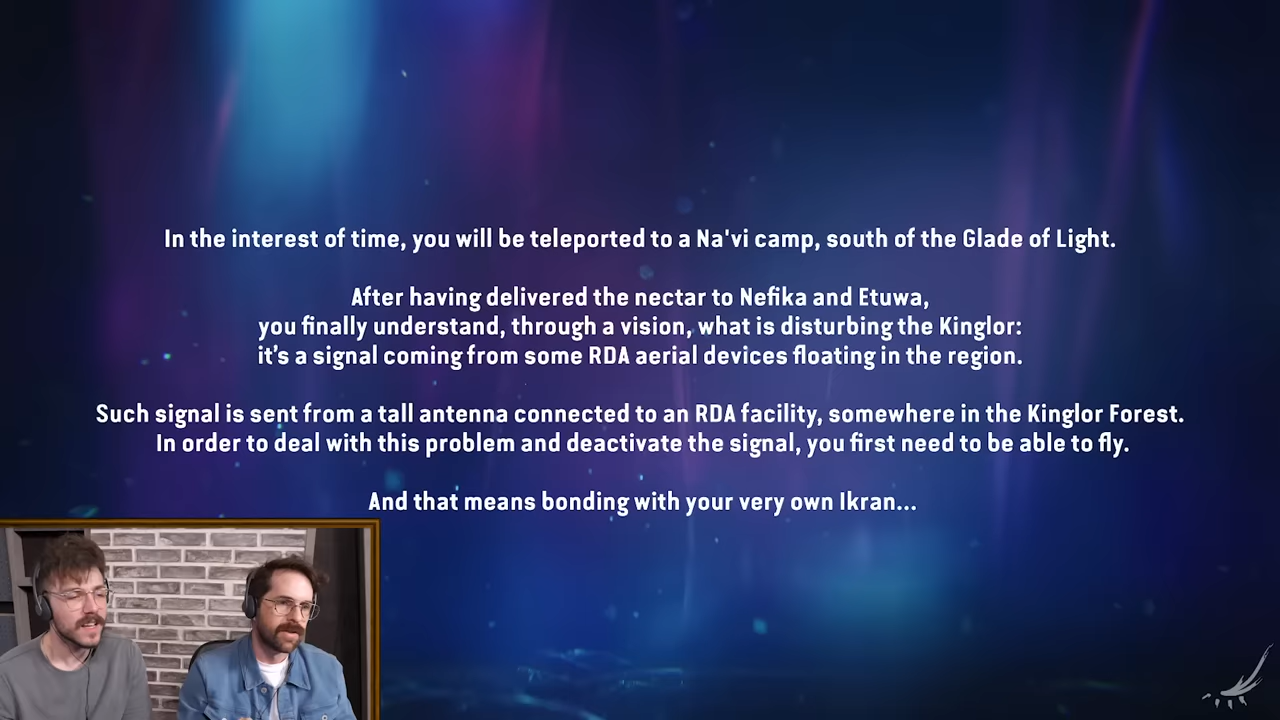 In the interest of time, you will be teleported to a Na'vi camp, south of the Glade of Light.
After having delivered the nectar to Nefika and Etuwa,
you finally understand, through a vision, what is disturbing the Kinglor:
it's a signal coming from some RDA aerial devices floating in the region.
Such signal is sent from a tall antenna connected to an RDA facility, somewhere in the Kinglor Forest.
In order to deal with this problem and deactivate the signal, you first need to be able to fly.
And that means bonding with your very own Ikran...